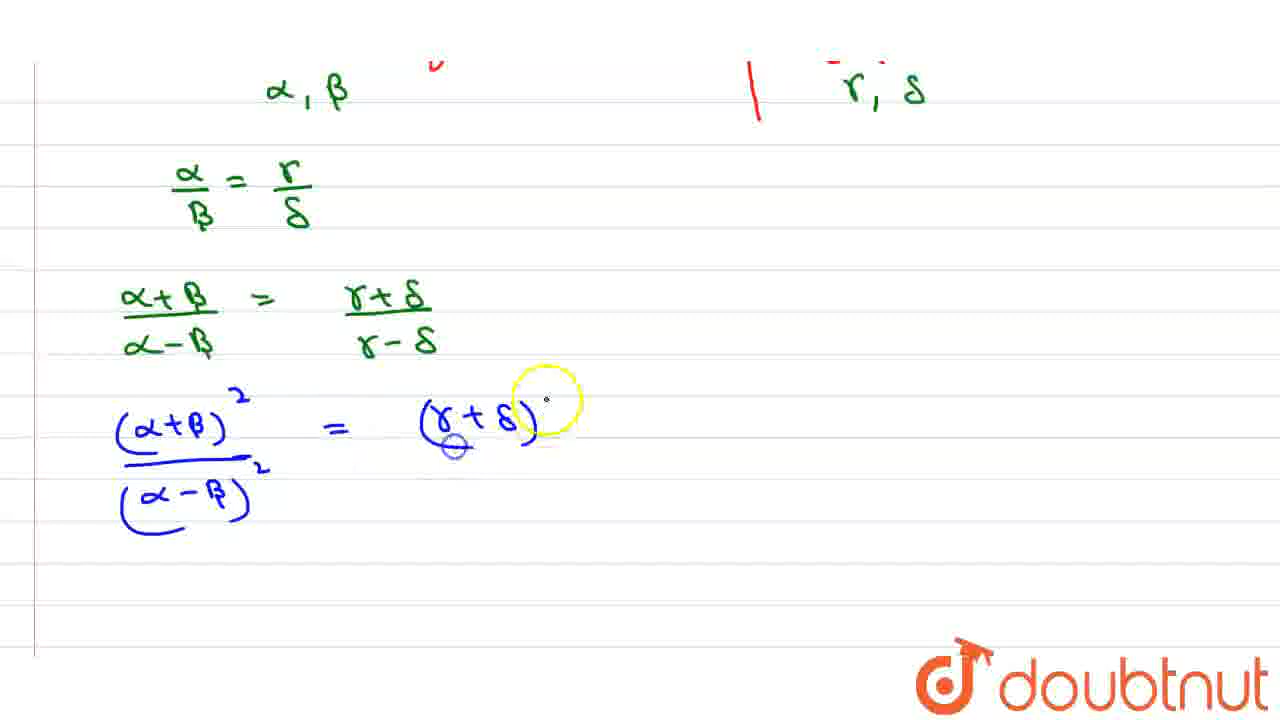 α, β γ, δ
α/β = γ/δ
(α+β)/(α-β) = (γ+δ)/(γ-δ)
(α+β)²/(α-β)² = (γ+δ)
doubtnut